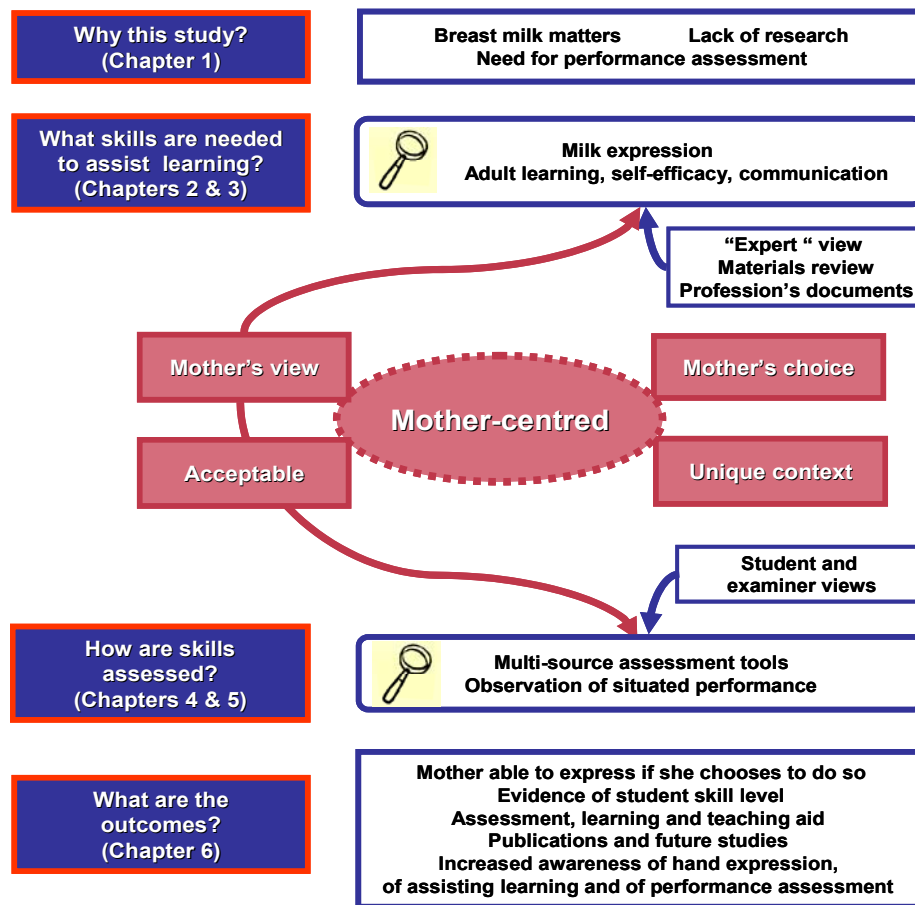 Why this study?
(Chapter 1)
Breast milk matters Lack of research
Need for performance assessment
What skills are needed
to assist learning?
(Chapters 2 & 3)
Milk expression
Adult learning, self-efficacy, communication
“Expert “ view
Materials review
Profession’s documents
Mother’s view
Mother-centred
Mother’s choice
Acceptable
Unique context
Student and
examiner views
How are skills
assessed?
(Chapters 4 & 5)
Multi-source assessment tools
Observation of situated performance
What are the
outcomes?
(Chapter 6)
Mother able to express if she chooses to do so
Evidence of student skill level
Assessment, learning and teaching aid
Publications and future studies
Increased awareness of hand expression,
of assisting learning and of performance assessment